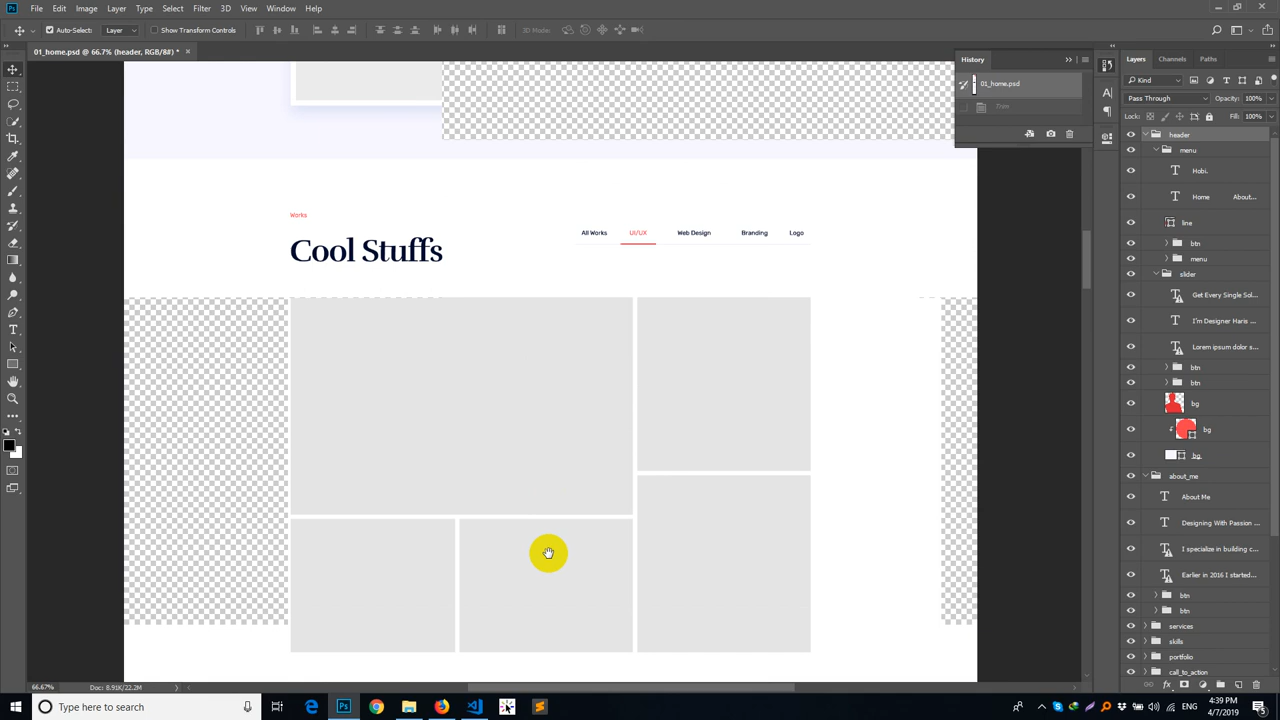 Ps File Edit Image Layer Type Select Filter 3D View Window Help
Auto-Select: Layer Show Transform Controls 3D Mode:
01_home.psd @ 66.7% (header, RGB/8#) * ×
History
01_home.psd
Trim
Layers Channels Paths
Kind
Pass Through Opacity: 100%
Lock: Fill: 100%
header
menu
Hobi.
Home About...
line
btn
menu
slider
Get Every Single Sol...
I'm Designer Haris ...
Lorem ipsum dolor s...
btn
btn
bg
bg
bg
about_me
About Me
Designing With Passion ...
I specialize in building c...
Earlier in 2016 I started...
btn
btn
services
skills
portfolio
call_to_action
Works
Cool Stuffs
All Works UI/UX Web Design Branding Logo
66.67% Doc: 8.91K/22.2M
Type here to search
Ps
4:39 PM
4/7/2019